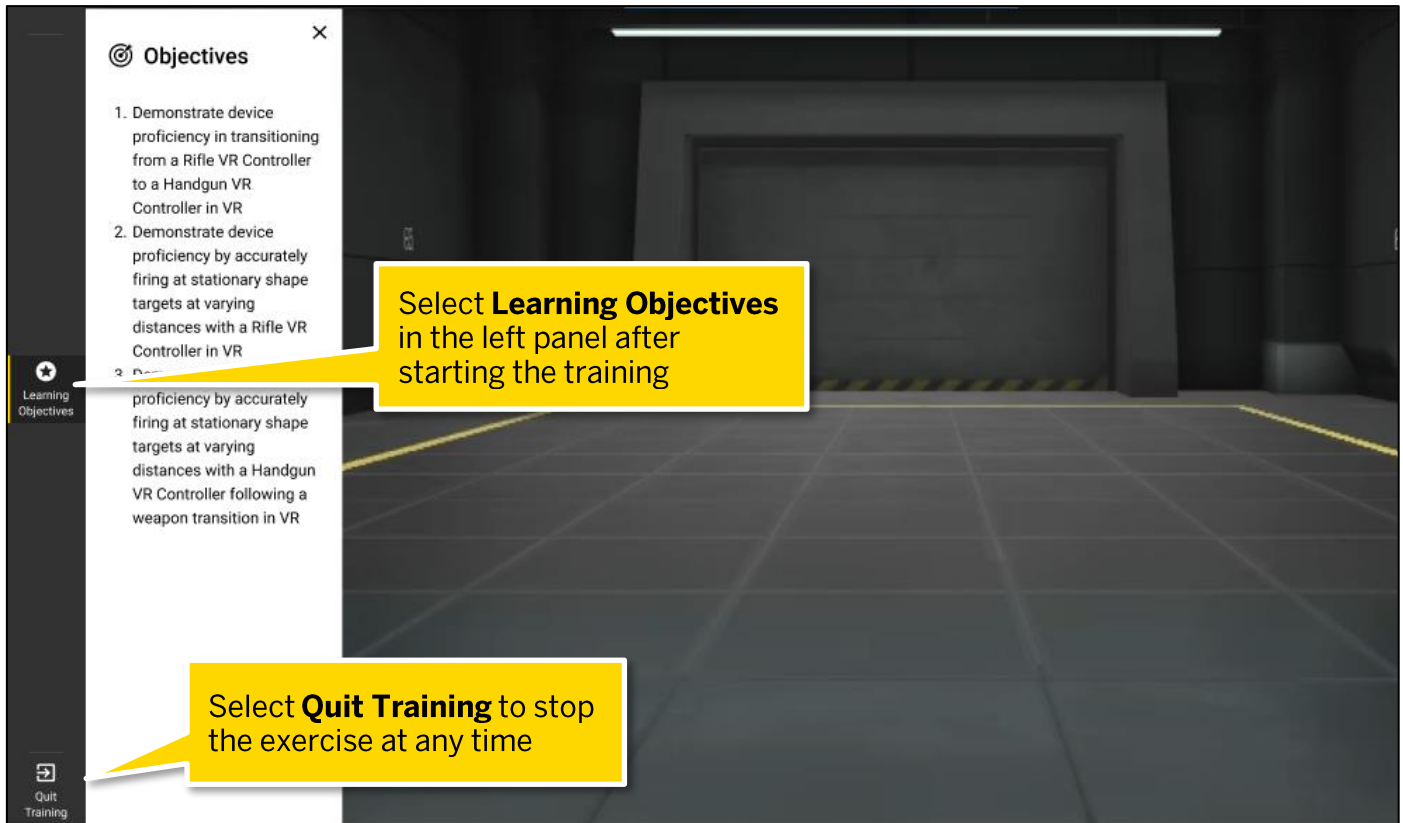 Objectives
1. Demonstrate device
proficiency in transitioning
from a Rifle VR Controller
to a Handgun VR
Controller in VR
2. Demonstrate device
proficiency by accurately
firing at stationary shape
targets at varying
distances with a Rifle VR
Controller in VR
3.
proficiency by accurately
firing at stationary shape
targets at varying
distances with a Handgun
VR Controller following a
weapon transition in VR
Learning
Objectives
Select Learning Objectives
in the left panel after
starting the training
Select Quit Training to stop
the exercise at any time
Quit
Training